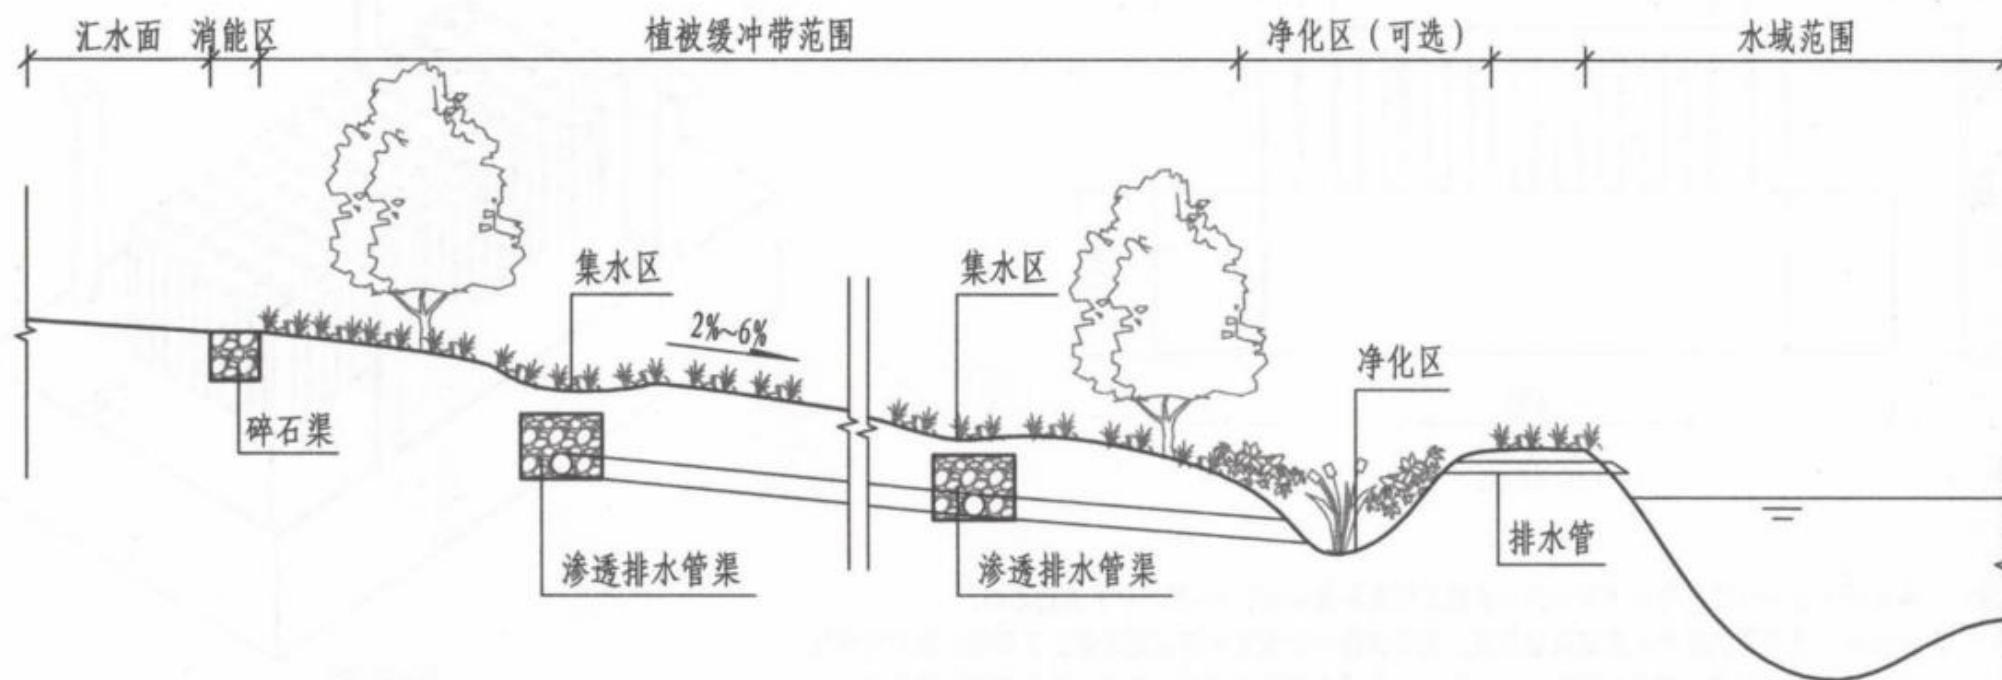 汇水面 消能区 植被缓冲带范围 净化区（可选） 水域范围
集水区 集水区
2%~6%
净化区
碎石渠
排水管
渗透排水管渠 渗透排水管渠